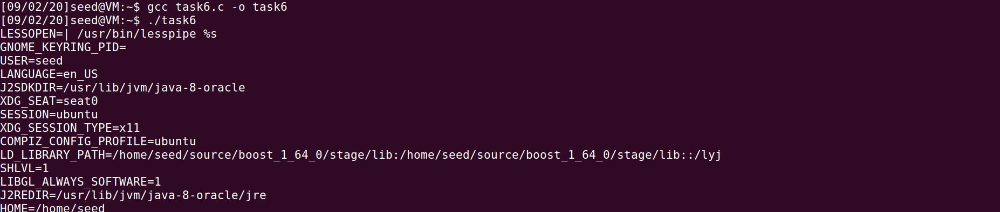 [09/02/20]seed@VM:~$ gcc task6.c -o task6
[09/02/20]seed@VM:~$ ./task6
LESSOPEN=| /usr/bin/lesspipe %s
GNOME_KEYRING_PID=
USER=seed
LANGUAGE=en_US
J2SDKDIR=/usr/lib/jvm/java-8-oracle
XDG_SEAT=seat0
SESSION=ubuntu
XDG_SESSION_TYPE=x11
COMPIZ_CONFIG_PROFILE=ubuntu
LD_LIBRARY_PATH=/home/seed/source/boost_1_64_0/stage/lib:/home/seed/source/boost_1_64_0/stage/lib::/lyj
SHLVL=1
LIBGL_ALWAYS_SOFTWARE=1
J2REDIR=/usr/lib/jvm/java-8-oracle/jre
HOME=/home/seed